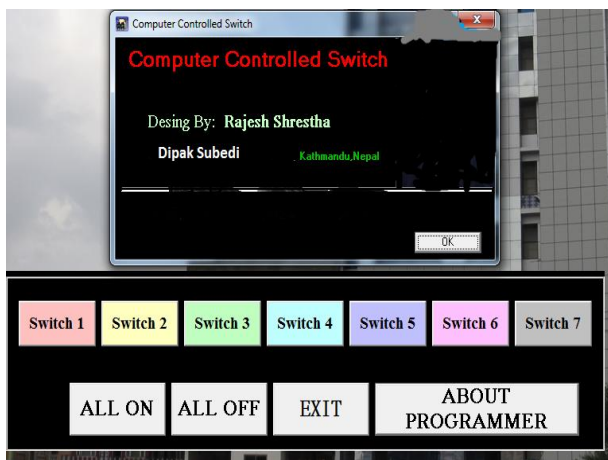 Computer Controlled Switch
x
Computer Controlled Switch
Desing By: Rajesh Shrestha
Dipak Subedi
. Kathmandu,Nepal
OK
Switch 1 Switch 2 Switch 3 Switch 4 Switch 5 Switch 6 Switch 7
ALL ON ALL OFF EXIT ABOUT
PROGRAMMER